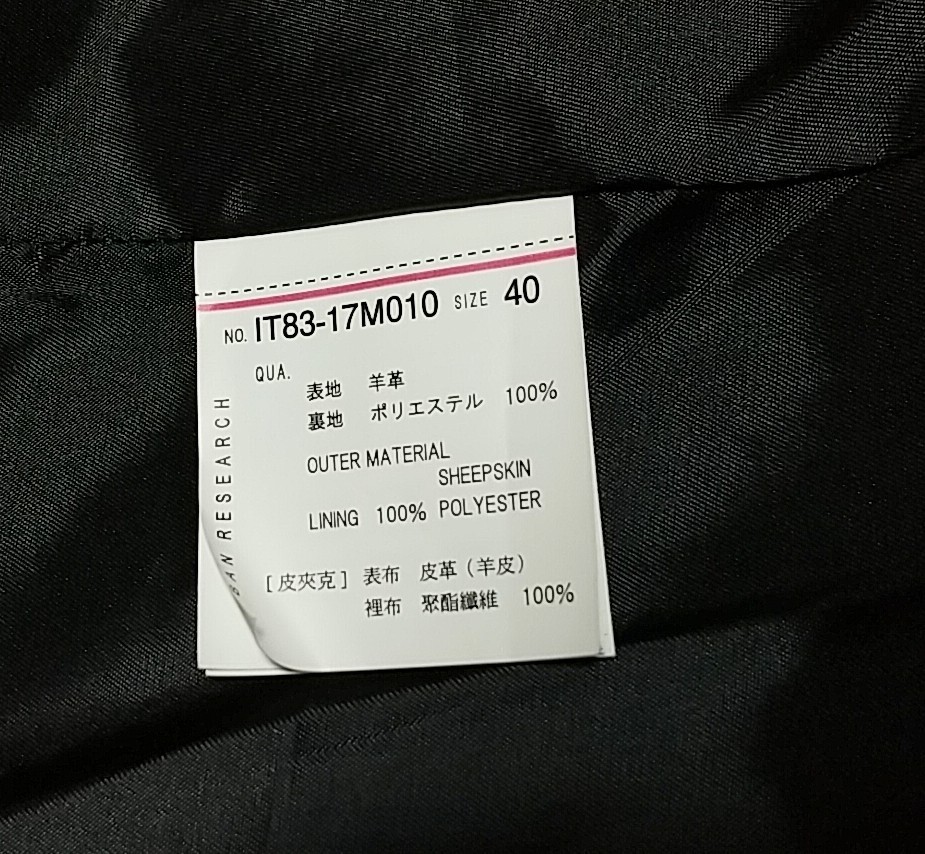 NO. IT83-17M010 SIZE 40
QUA.
表地 羊革
裏地 ポリエステル 100%
OUTER MATERIAL
SHEEPSKIN
LINING 100% POLYESTER
[皮夾克] 表布 皮革(羊皮)
裡布 聚酯纖維 100%
RESEARCH